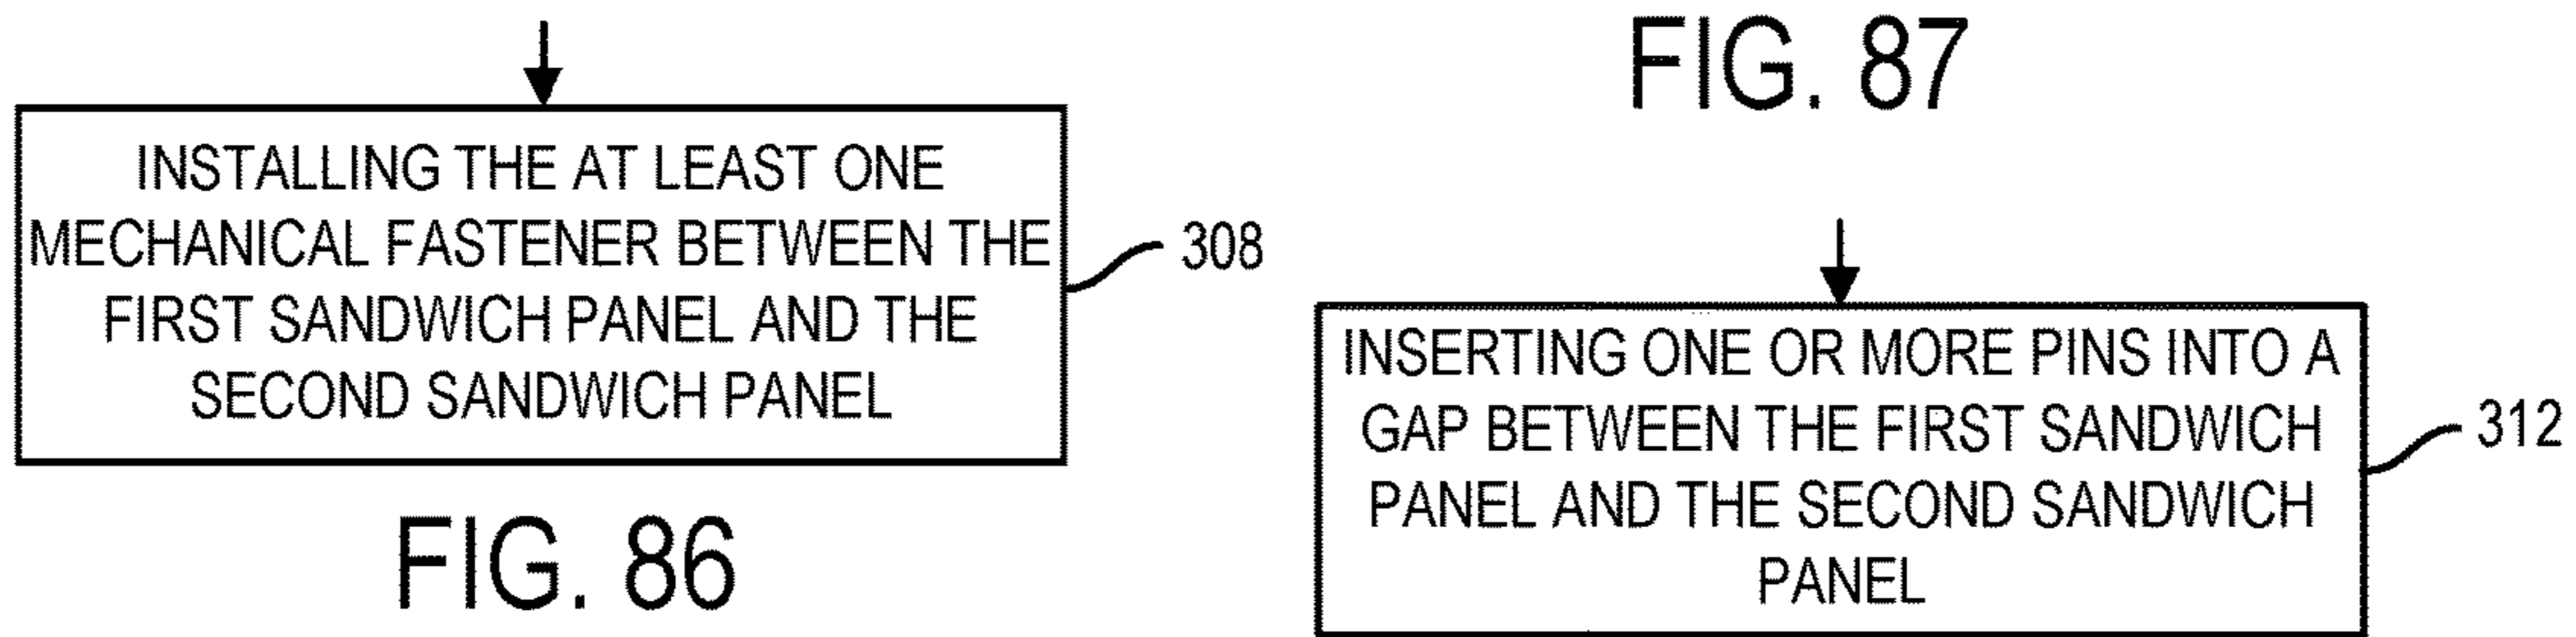 INSTALLING THE AT LEAST ONE
MECHANICAL FASTENER BETWEEN THE
FIRST SANDWICH PANEL AND THE
SECOND SANDWICH PANEL
308
FIG. 86
FIG. 87
INSERTING ONE OR MORE PINS INTO A
GAP BETWEEN THE FIRST SANDWICH
PANEL AND THE SECOND SANDWICH
PANEL
312